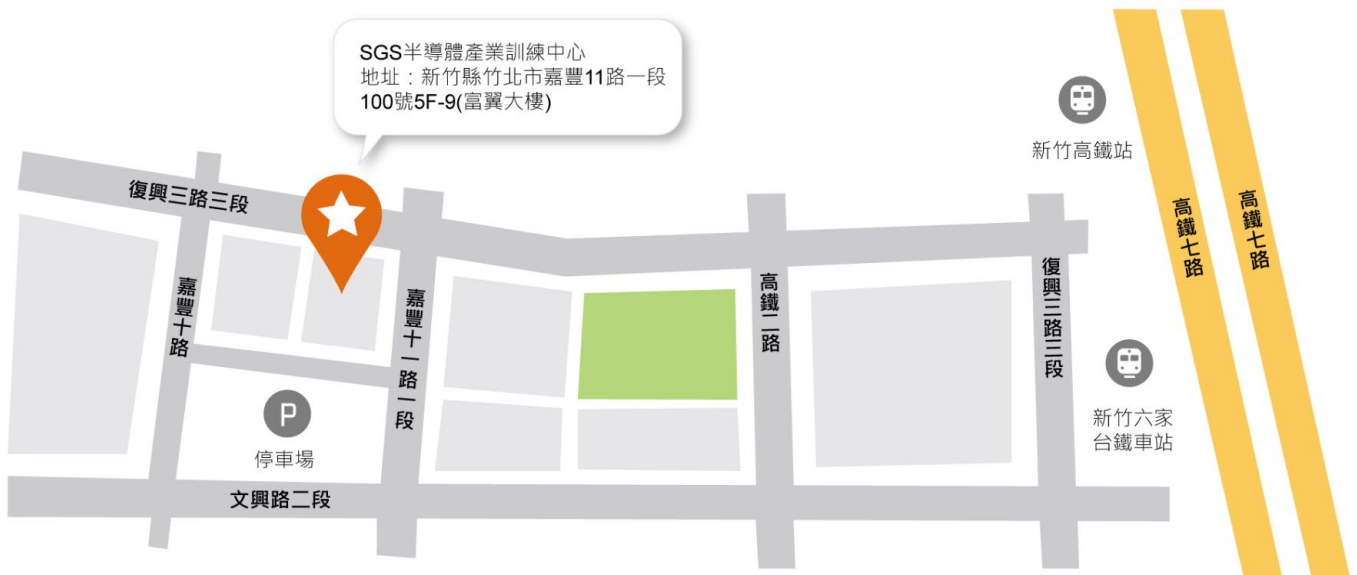 SGS半導體產業訓練中心
地址：新竹縣竹北市嘉豐11路一段
100號5F-9(富翼大樓)
新竹高鐵站
復興三路三段
高鐵七路
高鐵七路
嘉豐十路
嘉豐十一路一段
高鐵二路
復興三路三段
P
停車場
新竹六家
台鐵車站
文興路二段